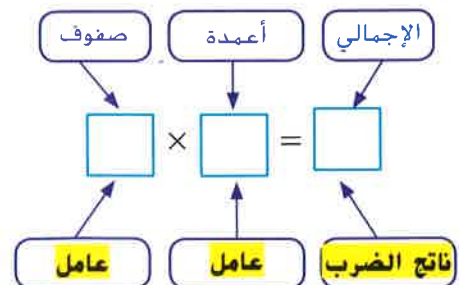 صفوف أعمدة الإجمالي
× =
عامل عامل ناتج الضرب